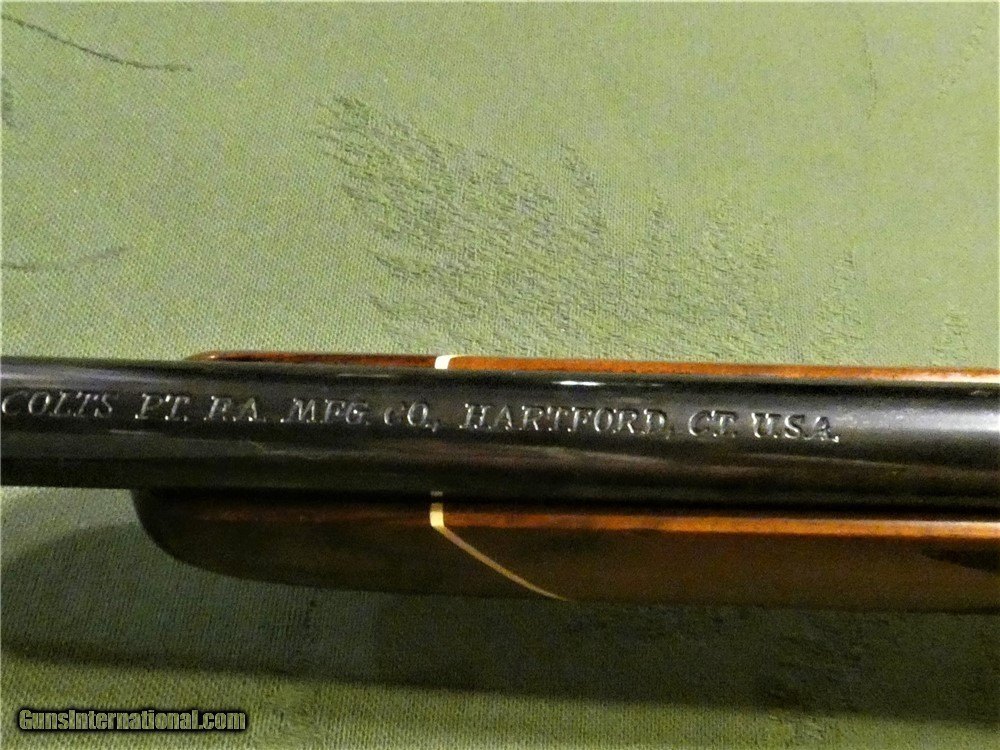 COLTS PT. F.A. MFG. CO., HARTFORD, CT. U.S.A.
GunsInternational.com